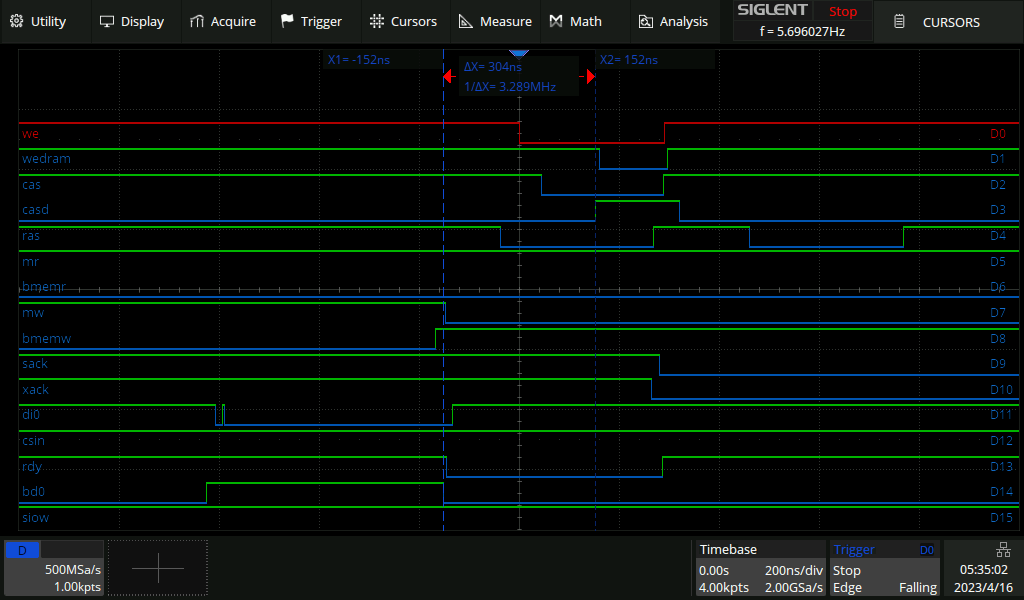 Utility Display Acquire Trigger Cursors Measure Math Analysis SIGLENT Stop CURSORS
f = 5.696027Hz
X1= -152ns ΔX= 304ns X2= 152ns
1/ΔX= 3.289MHz
we D0
wedram D1
cas D2
casd D3
ras D4
mr D5
bmemr D6
mw D7
bmemw D8
sack D9
xack D10
di0 D11
csin D12
rdy D13
bd0 D14
siow D15
D Timebase Trigger D0
500MSa/s 0.00s 200ns/div Stop 05:35:02
1.00kpts 4.00kpts 2.00GSa/s Edge Falling 2023/4/16